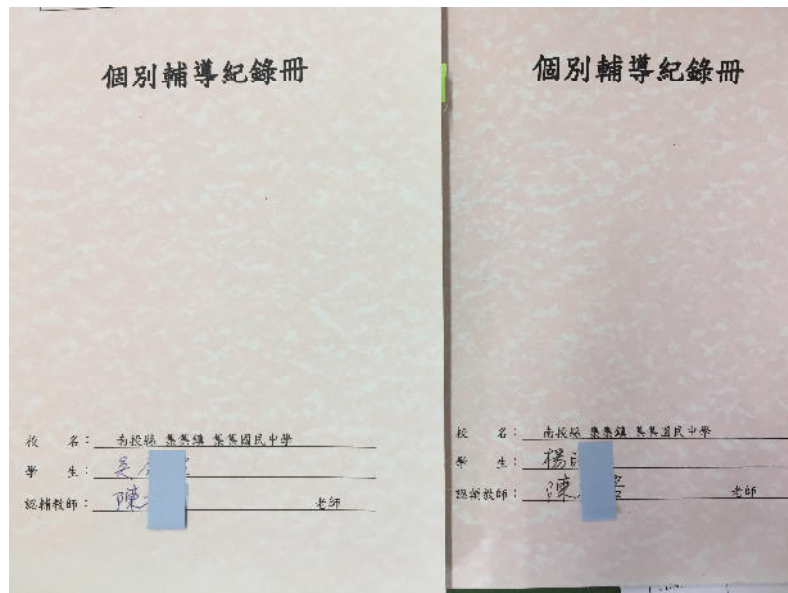 個別輔導紀錄冊
校 名： 南投縣 集集鎮 集集國民中學
學 生： 吳
認輔教師： 陳 老師
個別輔導紀錄冊
校 名： 南投縣 集集鎮 集集國民中學
學 生： 楊
認輔教師： 陳 老師